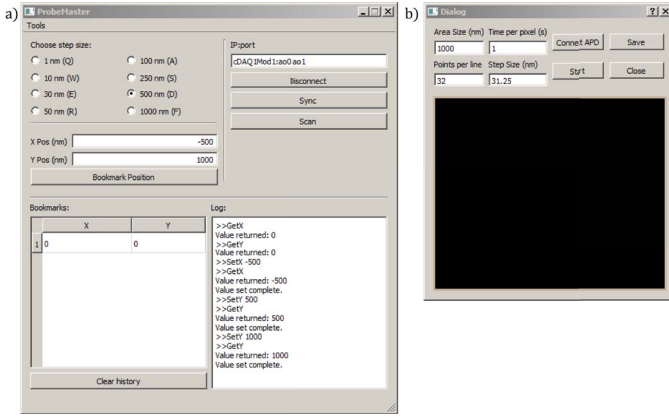 a)
ProbeMaster
Tools
Choose step size:
1 nm (Q)
100 nm (A)
10 nm (W)
250 nm (S)
30 nm (E)
500 nm (D)
50 nm (R)
1000 nm (F)
X Pos (nm) -500
Y Pos (nm) 1000
Bookmark Position
IP:port
cDAQ1Mod1:ao0 ao1
Disconnect
Sync
Scan
Bookmarks:
X Y
1 0 0
Clear history
Log:
>>GetX
Value returned: 0
>>GetY
Value returned: 0
>>SetX -500
>>GetX
Value returned: -500
Value set complete.
>>SetY 500
>>GetY
Value returned: 500
Value set complete.
>>SetY 1000
>>GetY
Value returned: 1000
Value set complete.
b)
Dialog
Area Size (nm) Time per pixel (s)
1000 1
Connet APD
Save
Points per line Step Size (nm)
32 31.25
Strt
Close